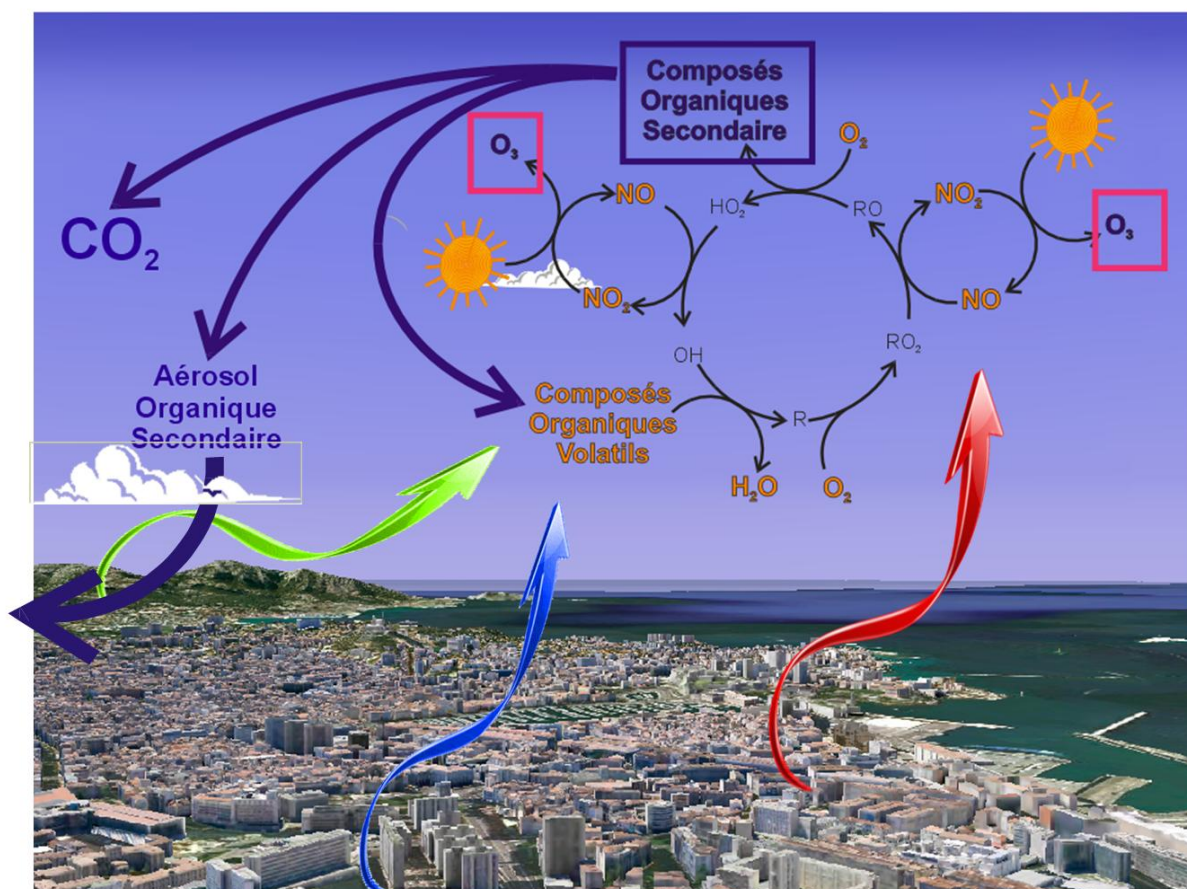 Composés
Organiques
Secondaire
O₃
O₂
NO
HO₂
RO
NO₂
O₃
CO₂
NO₂
NO
OH
RO₂
Aérosol
Organique
Secondaire
Composés
Organiques
Volatils
R
H₂O
O₂